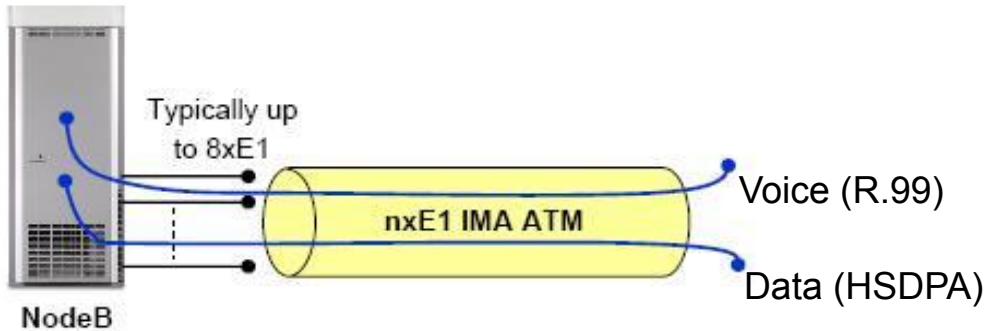 Typically up
to 8xE1
nxE1 IMA ATM
Voice (R.99)
Data (HSDPA)
NodeB